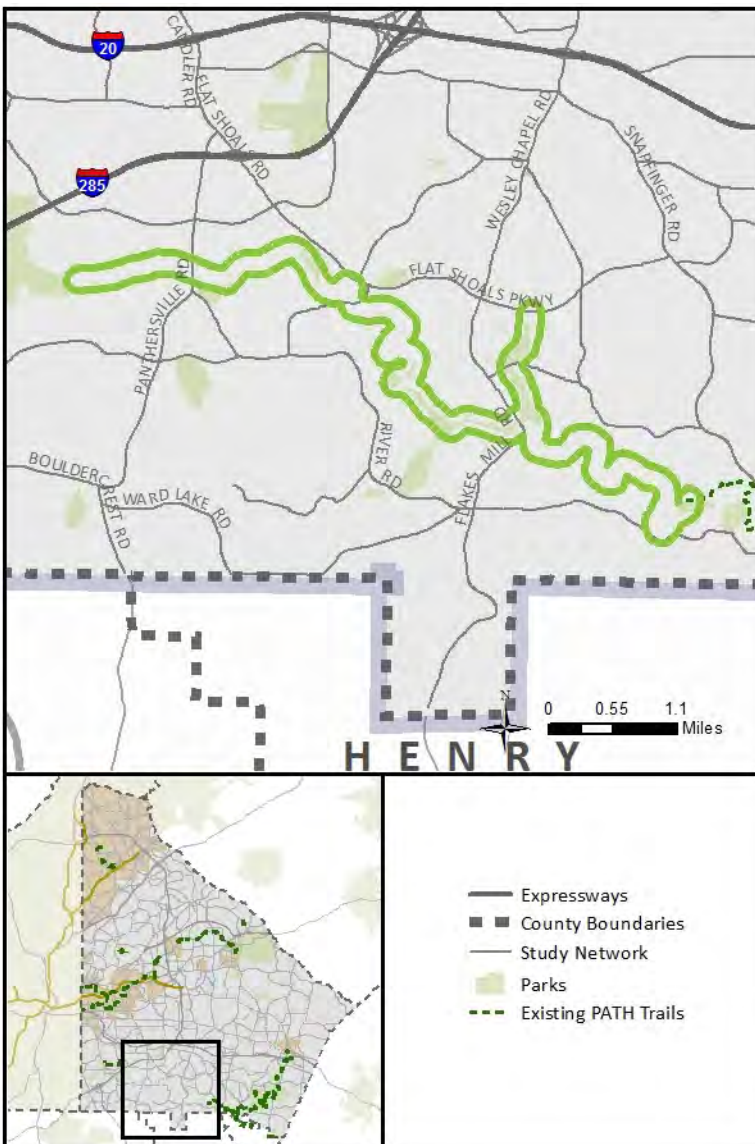 20
CANDLER RD
FLAT SHOALS RD
WESLEY CHAPEL RD
SNAPFINGER RD
285
FLAT SHOALS PKWY
PANTHERSVILLE RD
BOULDERCREST RD
WARD LAKE RD
RIVER RD
FLAKES MILL RD
N
0 0.55 1.1
Miles
HENRY
Expressways
County Boundaries
Study Network
Parks
Existing PATH Trails